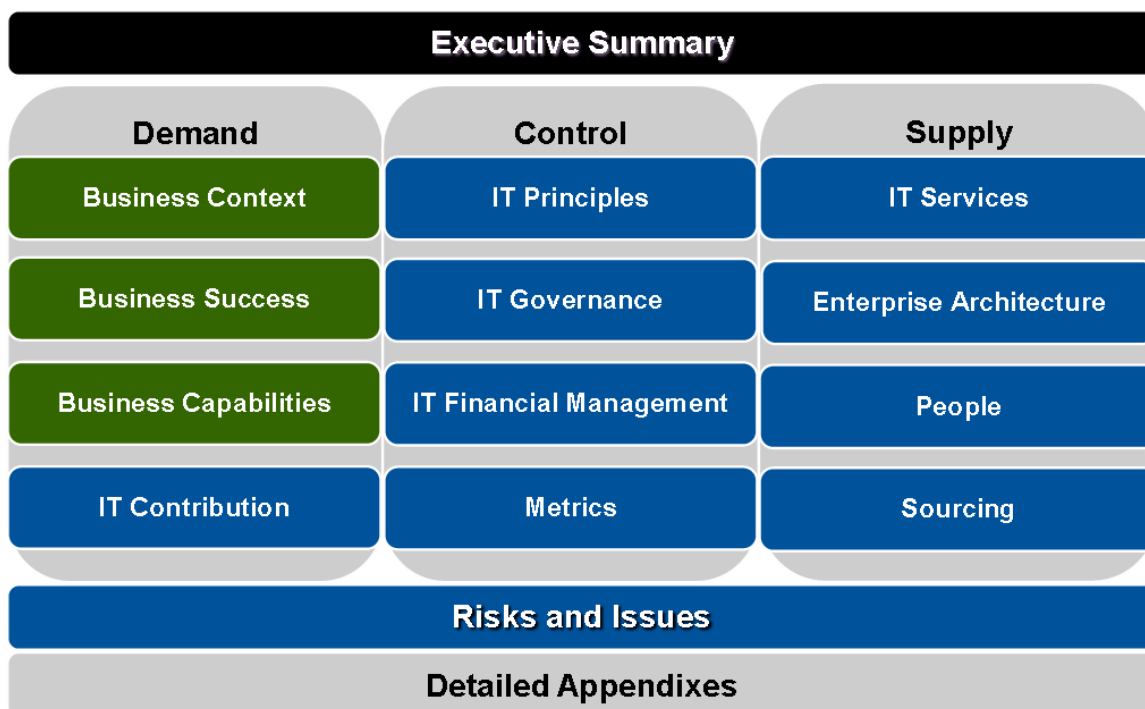 Executive Summary
Demand
Control
Supply
Business Context
IT Principles
IT Services
Business Success
IT Governance
Enterprise Architecture
Business Capabilities
IT Financial Management
People
IT Contribution
Metrics
Sourcing
Risks and Issues
Detailed Appendixes